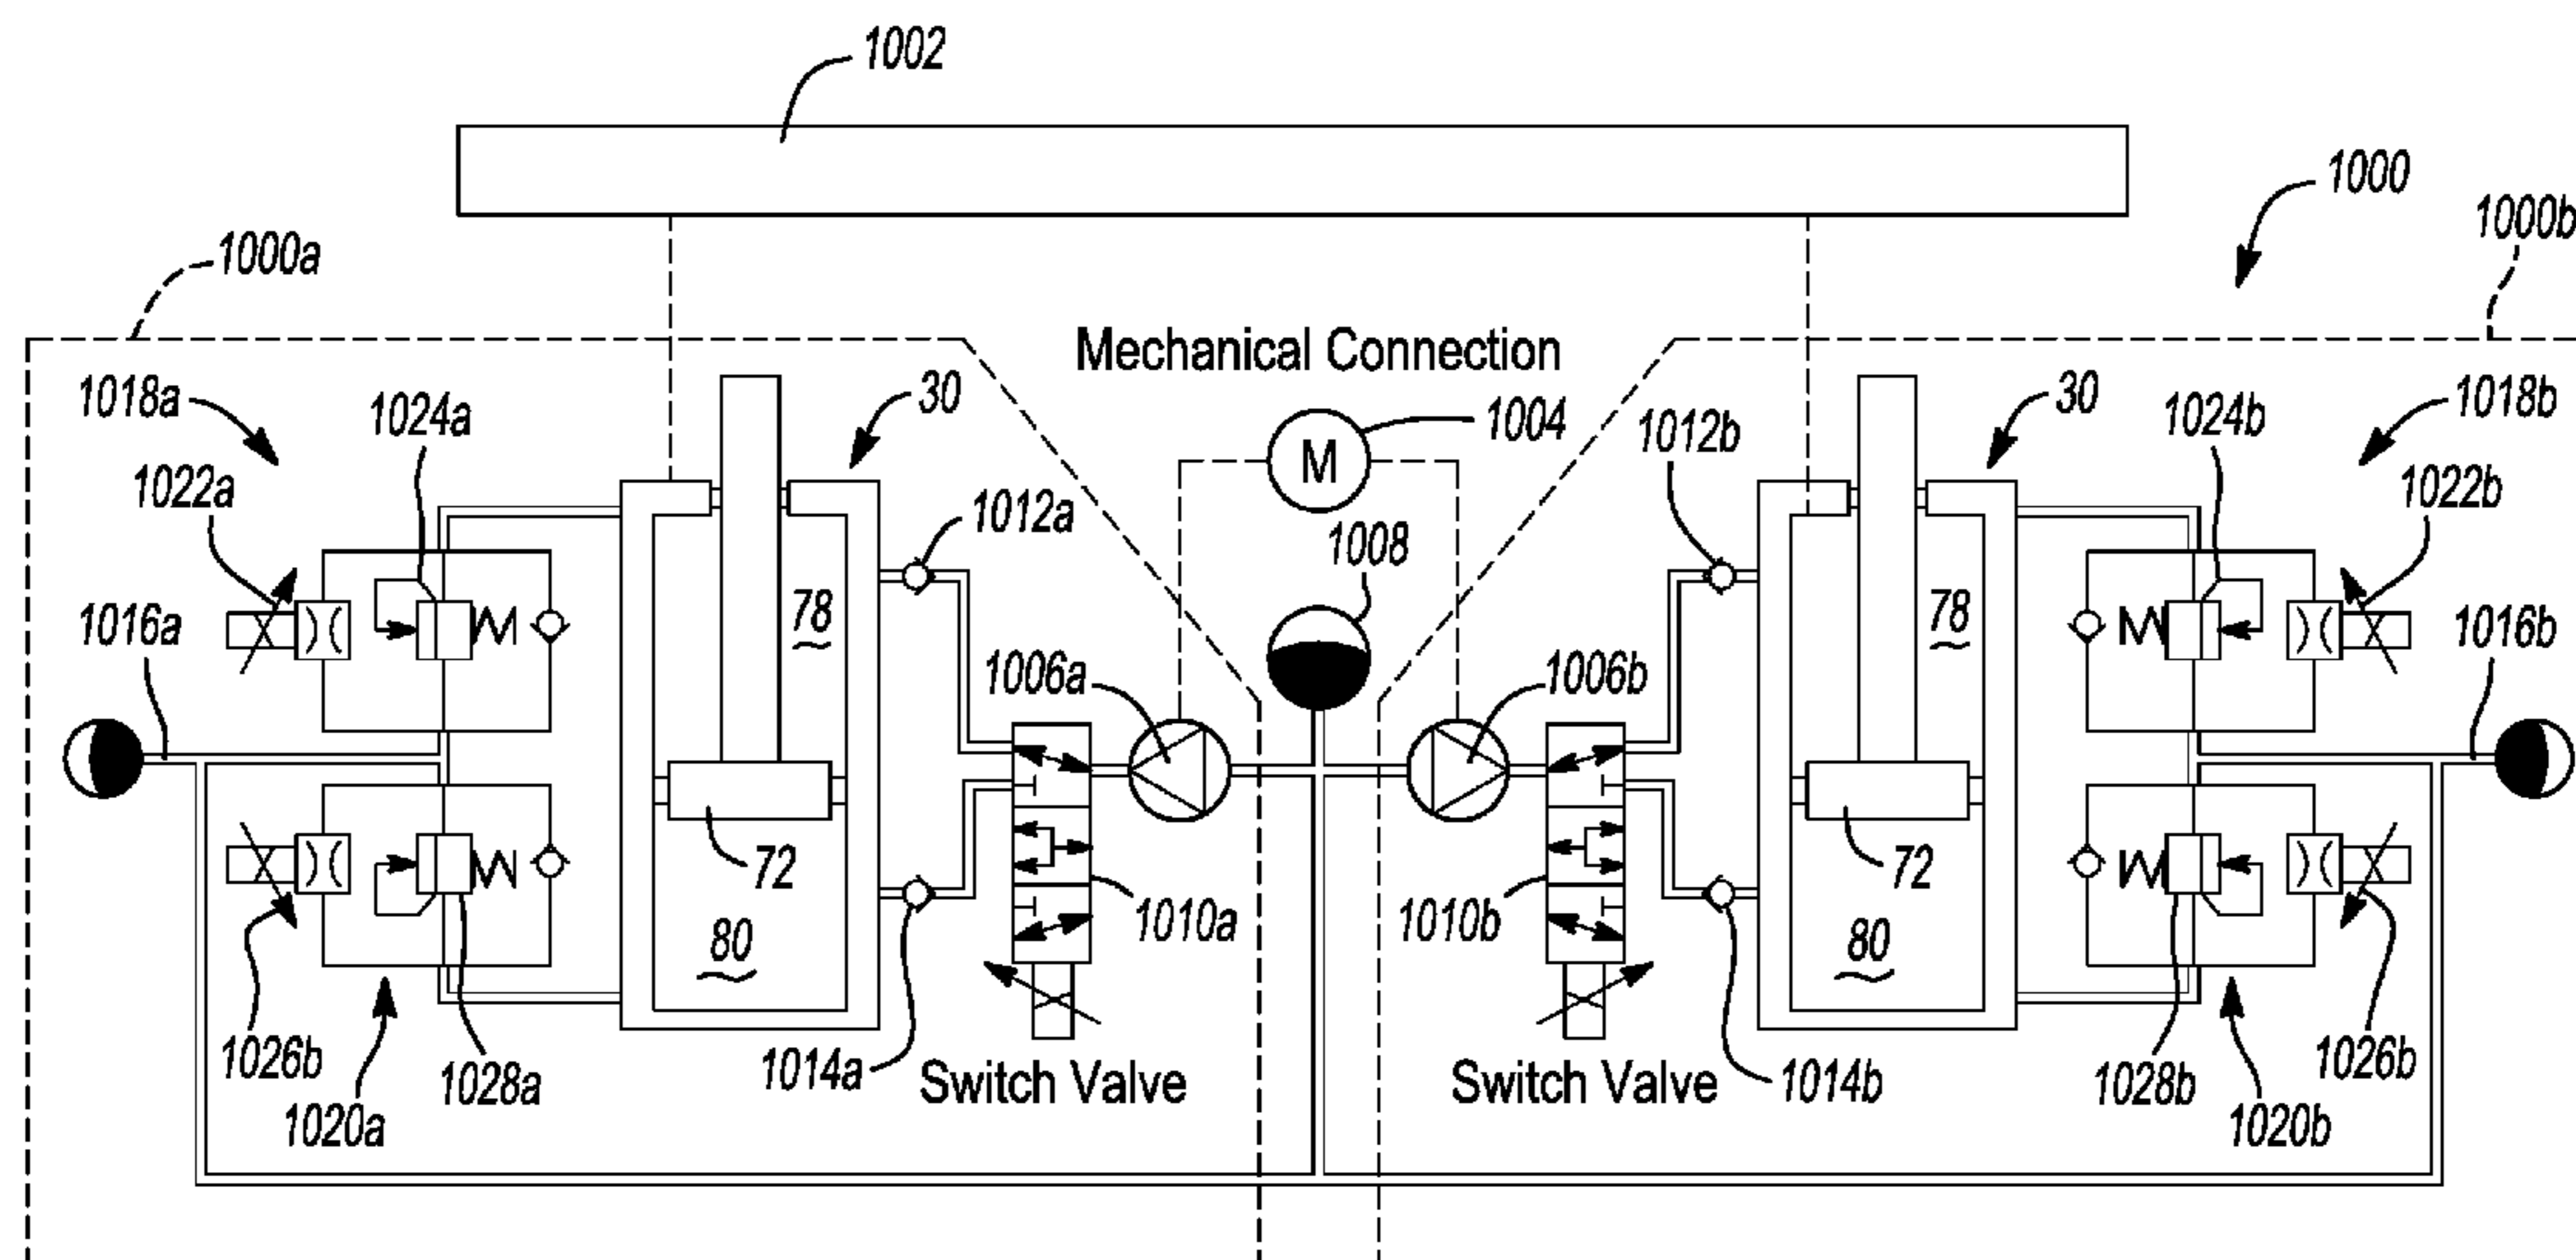 1002
1000
1000b
1000a
Mechanical Connection
1018a
1024a
30
1004
1012b
30
1024b
1018b
1022a
1012a
M
1022b
1008
1016a
78
1006a
1006b
78
1016b
72
72
1010a
1010b
80
80
1026b
1028a
1014a
Switch Valve
Switch Valve
1014b
1028b
1026b
1020a
1020b